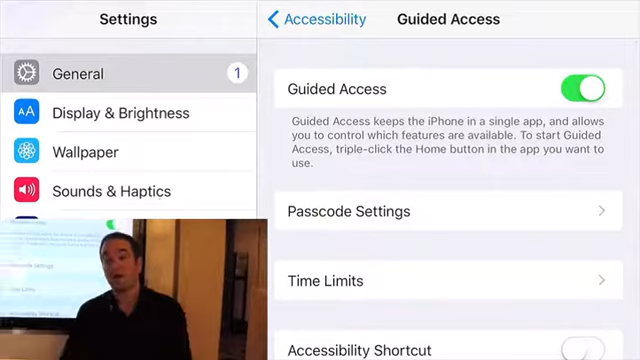 Settings
Accessibility
Guided Access
General
1
Display & Brightness
Wallpaper
Sounds & Haptics
Guided Access
Guided Access keeps the iPhone in a single app, and allows
you to control which features are available. To start Guided
Access, triple-click the Home button in the app you want to
use.
Passcode Settings
Time Limits
Accessibility Shortcut
AA